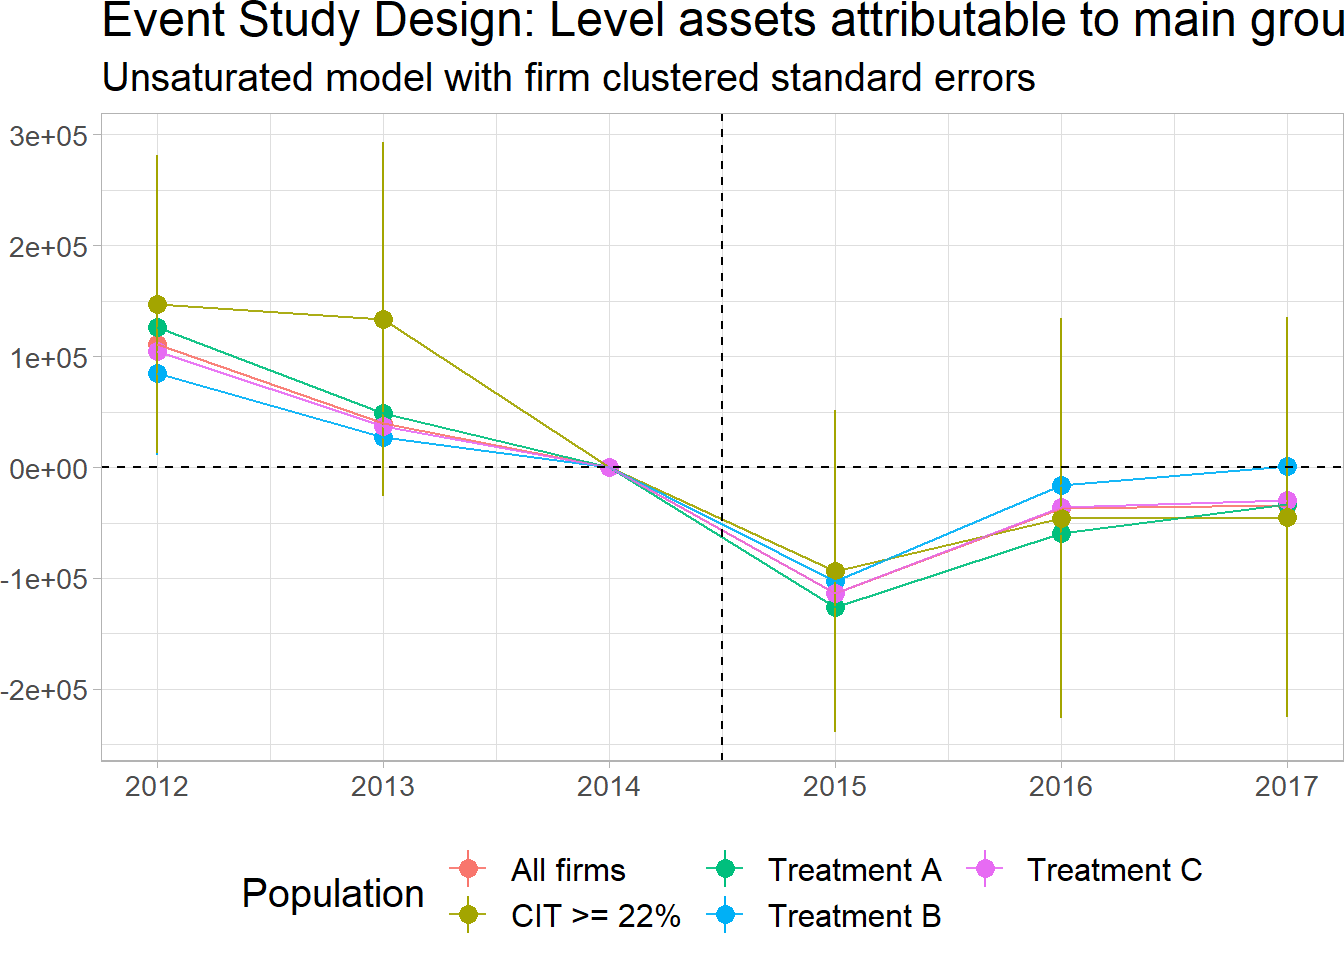 Event Study Design: Level assets attributable to main grou
Unsaturated model with firm clustered standard errors
3e+05
2e+05
1e+05
0e+00
-1e+05
-2e+05
2012 2013 2014 2015 2016 2017
Population
All firms Treatment A Treatment C
CIT >= 22% Treatment B